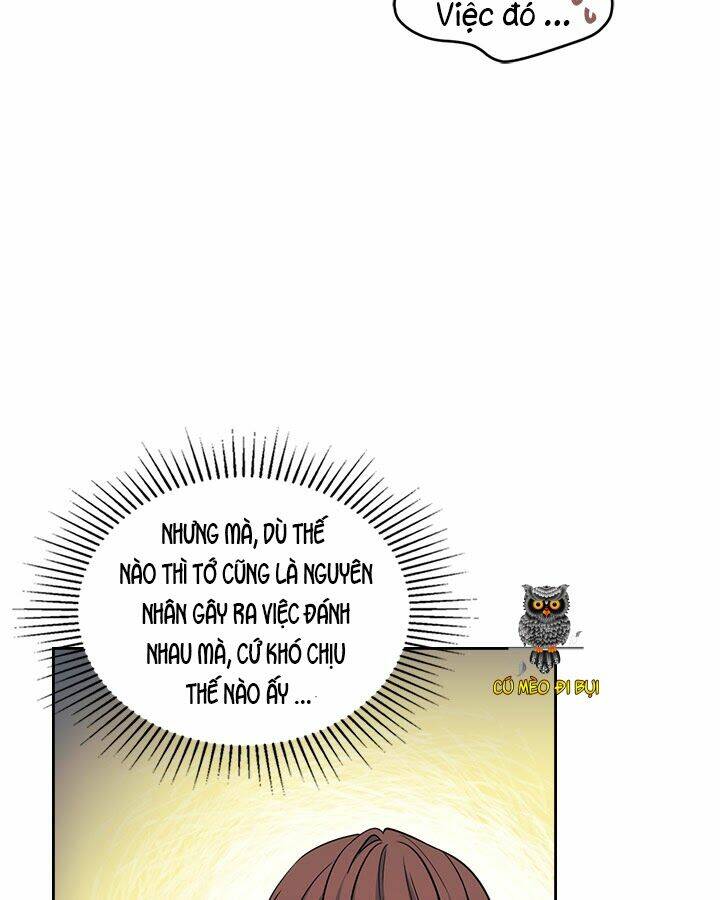 Việc đó ...
NHƯNG MÀ, DÙ THẾ
NÀO THÌ TỚ CŨNG LÀ NGUYÊN
NHÂN GÂY RA VIỆC ĐÁNH
NHAU MÀ, CỨ KHÓ CHỊU
THẾ NÀO ẤY ...
CÚ MÈO ĐI BỤI